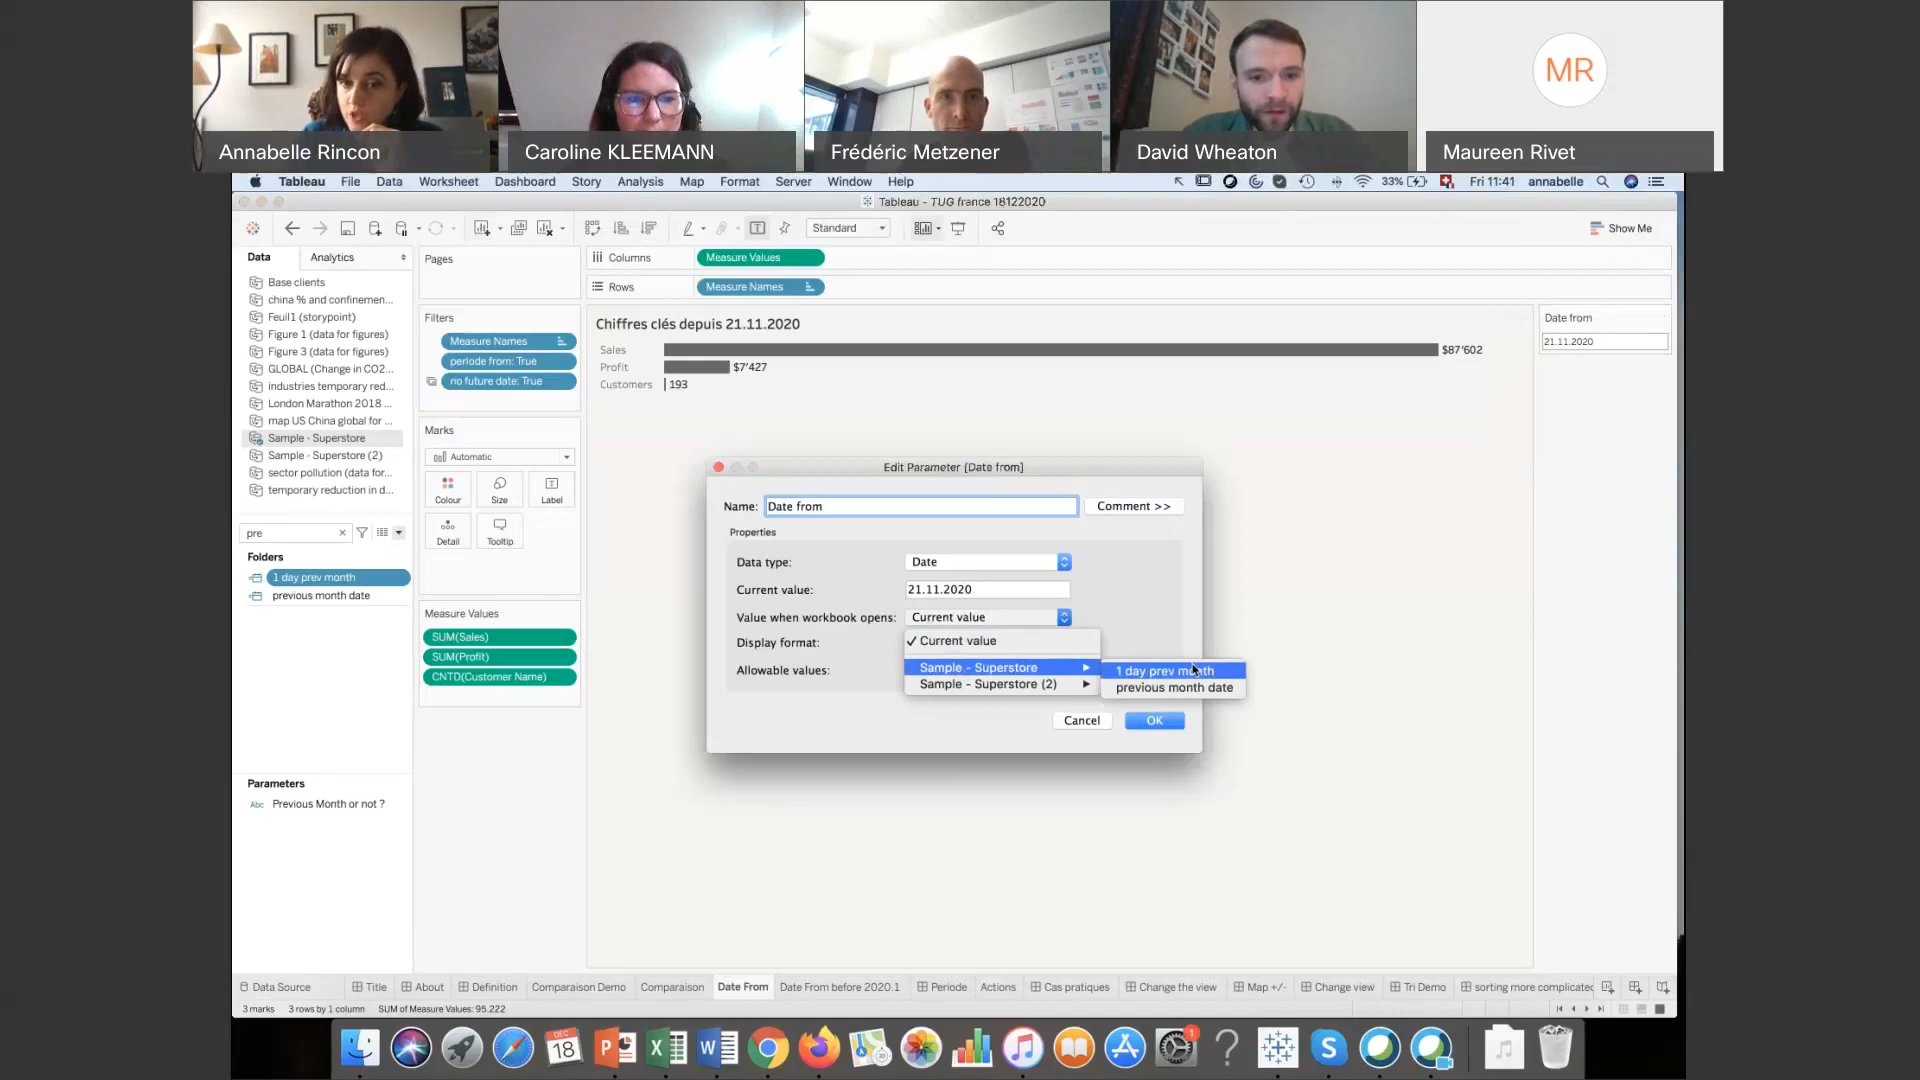 Annabelle Rincon
Caroline KLEEMANN
Frédéric Metzener
David Wheaton
MR
Maureen Rivet
Tableau File Data Worksheet Dashboard Story Analysis Map Format Server Window Help
33% Fri 11:41 annabelle
Tableau - TUG france 18122020
Standard
Show Me
Data Analytics
Base clients
china % and confinemen...
Feuil1 (storypoint)
Figure 1 (data for figures)
Figure 3 (data for figures)
GLOBAL (Change in CO2...
industries temporary red...
London Marathon 2018 ...
map US China global for ...
Sample - Superstore
Sample - Superstore (2)
sector pollution (data for...
temporary reduction in d...
pre
Folders
1 day prev month
previous month date
Parameters
Abc Previous Month or not ?
Pages
Filters
Measure Names
periode from: True
no future date: True
Marks
Automatic
Colour Size Label
Detail Tooltip
Measure Values
SUM(Sales)
SUM(Profit)
CNTD(Customer Name)
Columns Measure Values
Rows Measure Names
Chiffres clés depuis 21.11.2020
Sales $87'602
Profit $7'427
Customers 193
Date from
21.11.2020
Edit Parameter [Date from]
Name: Date from Comment >>
Properties
Data type: Date
Current value: 21.11.2020
Value when workbook opens: Current value
Display format: ✓ Current value
Allowable values:
Sample - Superstore
Sample - Superstore (2)
1 day prev month
previous month date
Cancel OK
Data Source Title About Definition Comparaison Demo Comparaison Date From Date From before 2020.1 Periode Actions Cas pratiques Change the view Map +/- Change view Tri Demo sorting more complicated
3 marks 3 rows by 1 column SUM of Measure Values: 95.222
DEC
18
P X W
1
? S